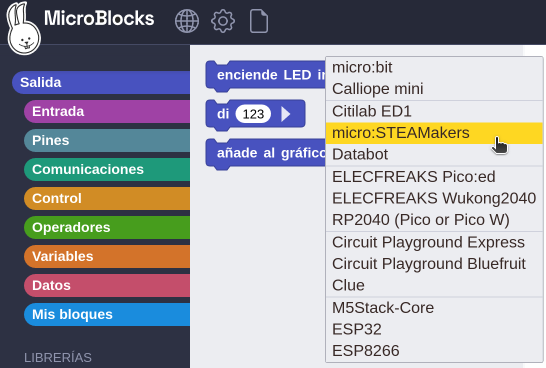 MicroBlocks
Salida
Entrada
Pines
Comunicaciones
Control
Operadores
Variables
Datos
Mis bloques
LIBRERÍAS
enciende LED in
di 123
añade al gráfico
micro:bit
Calliope mini
Citilab ED1
micro:STEAMakers
Databot
ELECFREAKS Pico:ed
ELECFREAKS Wukong2040
RP2040 (Pico or Pico W)
Circuit Playground Express
Circuit Playground Bluefruit
Clue
M5Stack-Core
ESP32
ESP8266